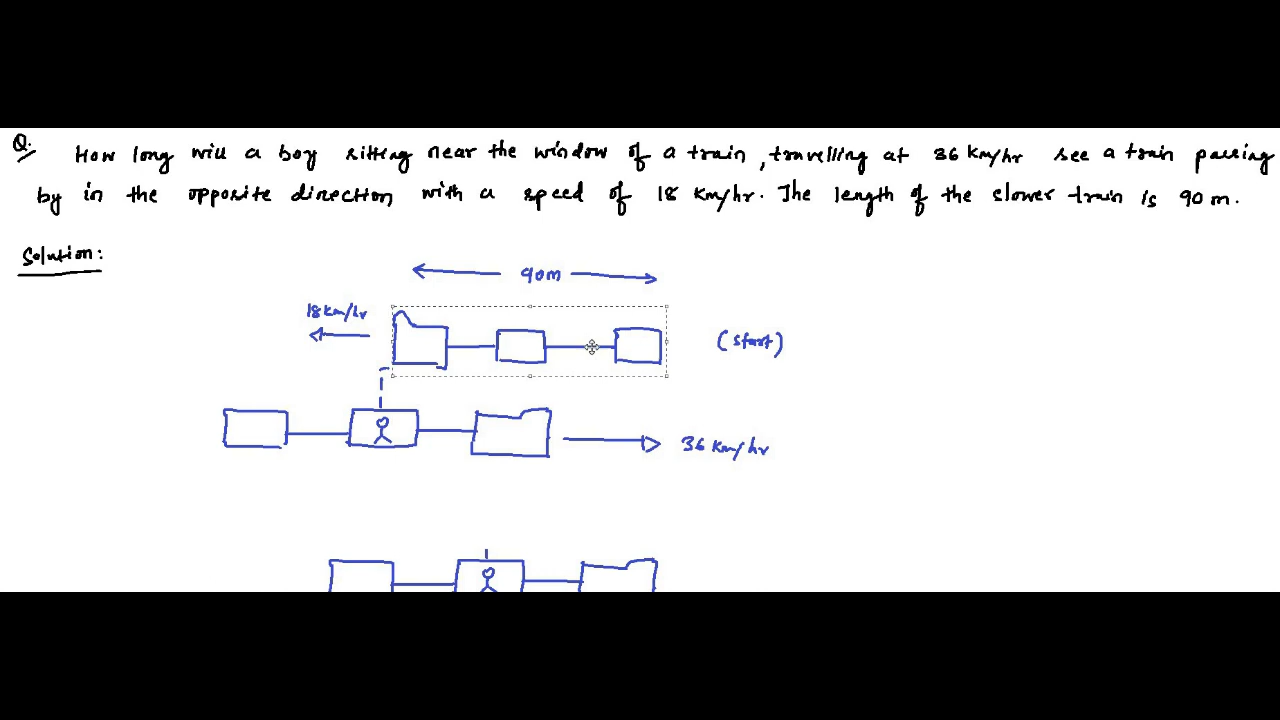 Q. How long will a boy sitting near the window of a train, travelling at 36 Km/hr see a train passing
by in the opposite direction with a speed of 18 Km/hr. The length of the slower train is 90 m.
Solution:
90m
18 Km/hr
(start)
36 Km/hr